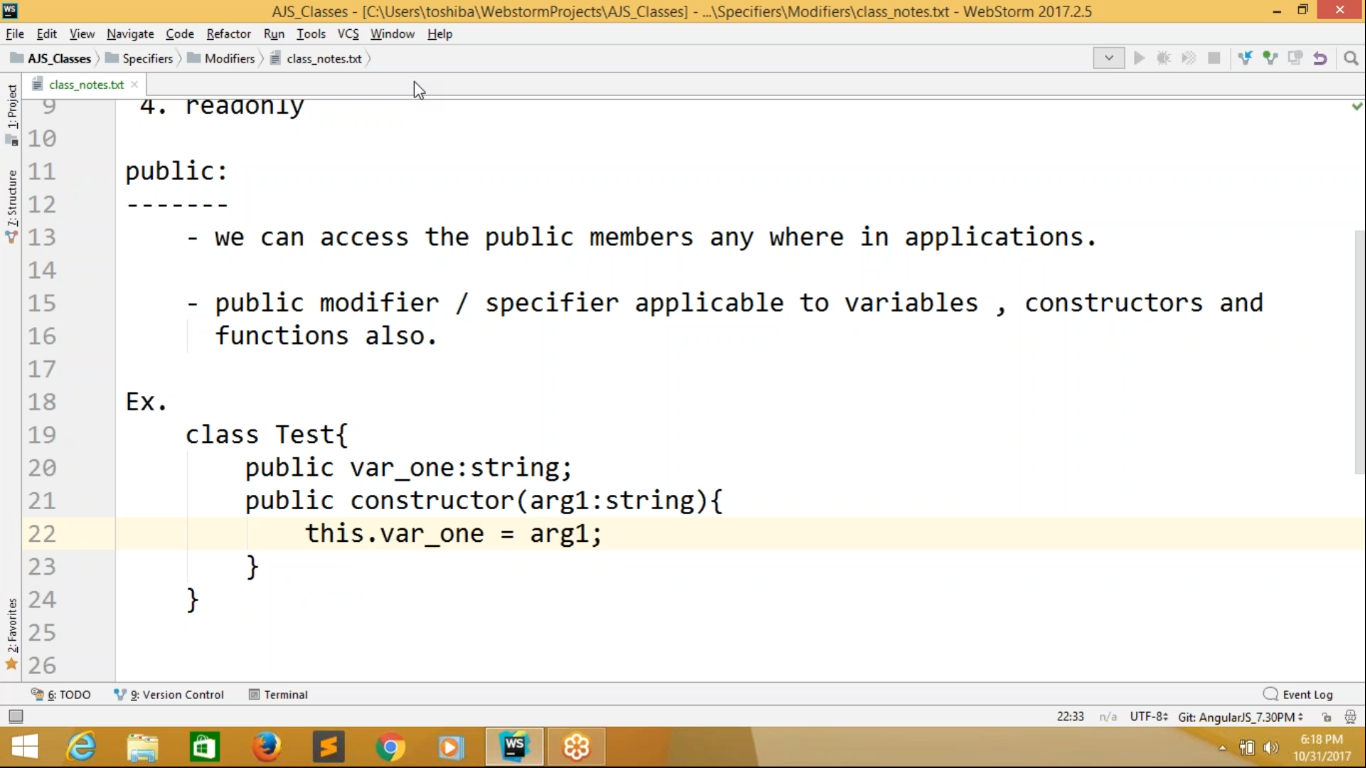 AJS_Classes - [C:\Users\toshiba\WebstormProjects\AJS_Classes] - ...\Specifiers\Modifiers\class_notes.txt - WebStorm 2017.2.5
File Edit View Navigate Code Refactor Run Tools VCS Window Help
AJS_Classes Specifiers Modifiers class_notes.txt
class_notes.txt
1: Project
7: Structure
2: Favorites
9 4. readonly
10
11 public:
12 -------
13 - we can access the public members any where in applications.
14
15 - public modifier / specifier applicable to variables , constructors and
16 functions also.
17
18 Ex.
19 class Test{
20 public var_one:string;
21 public constructor(arg1:string){
22 this.var_one = arg1;
23 }
24 }
25
26
6: TODO 9: Version Control Terminal Event Log
22:33 n/a UTF-8 Git: AngularJS_7.30PM
WS
6:18 PM
10/31/2017